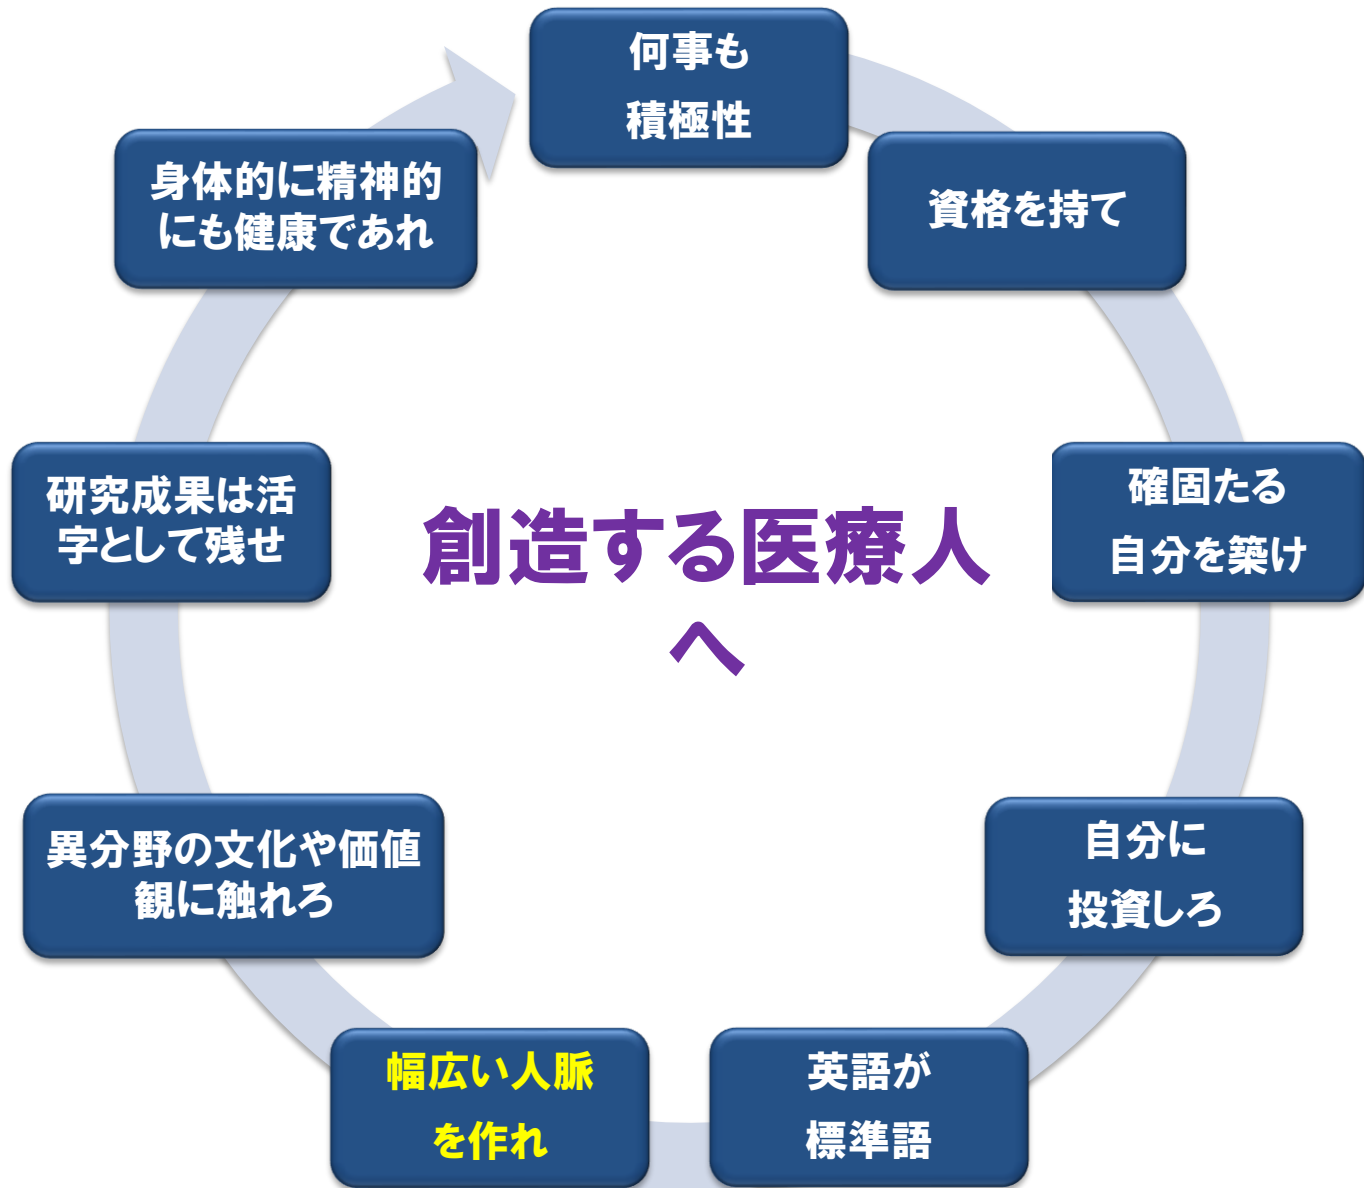 何事も
積極性
資格を持て
確固たる
自分を築け
自分に
投資しろ
英語が
標準語
幅広い人脈
を作れ
異分野の文化や価値
観に触れろ
研究成果は活
字として残せ
身体的に精神的
にも健康であれ
創造する医療人
へ